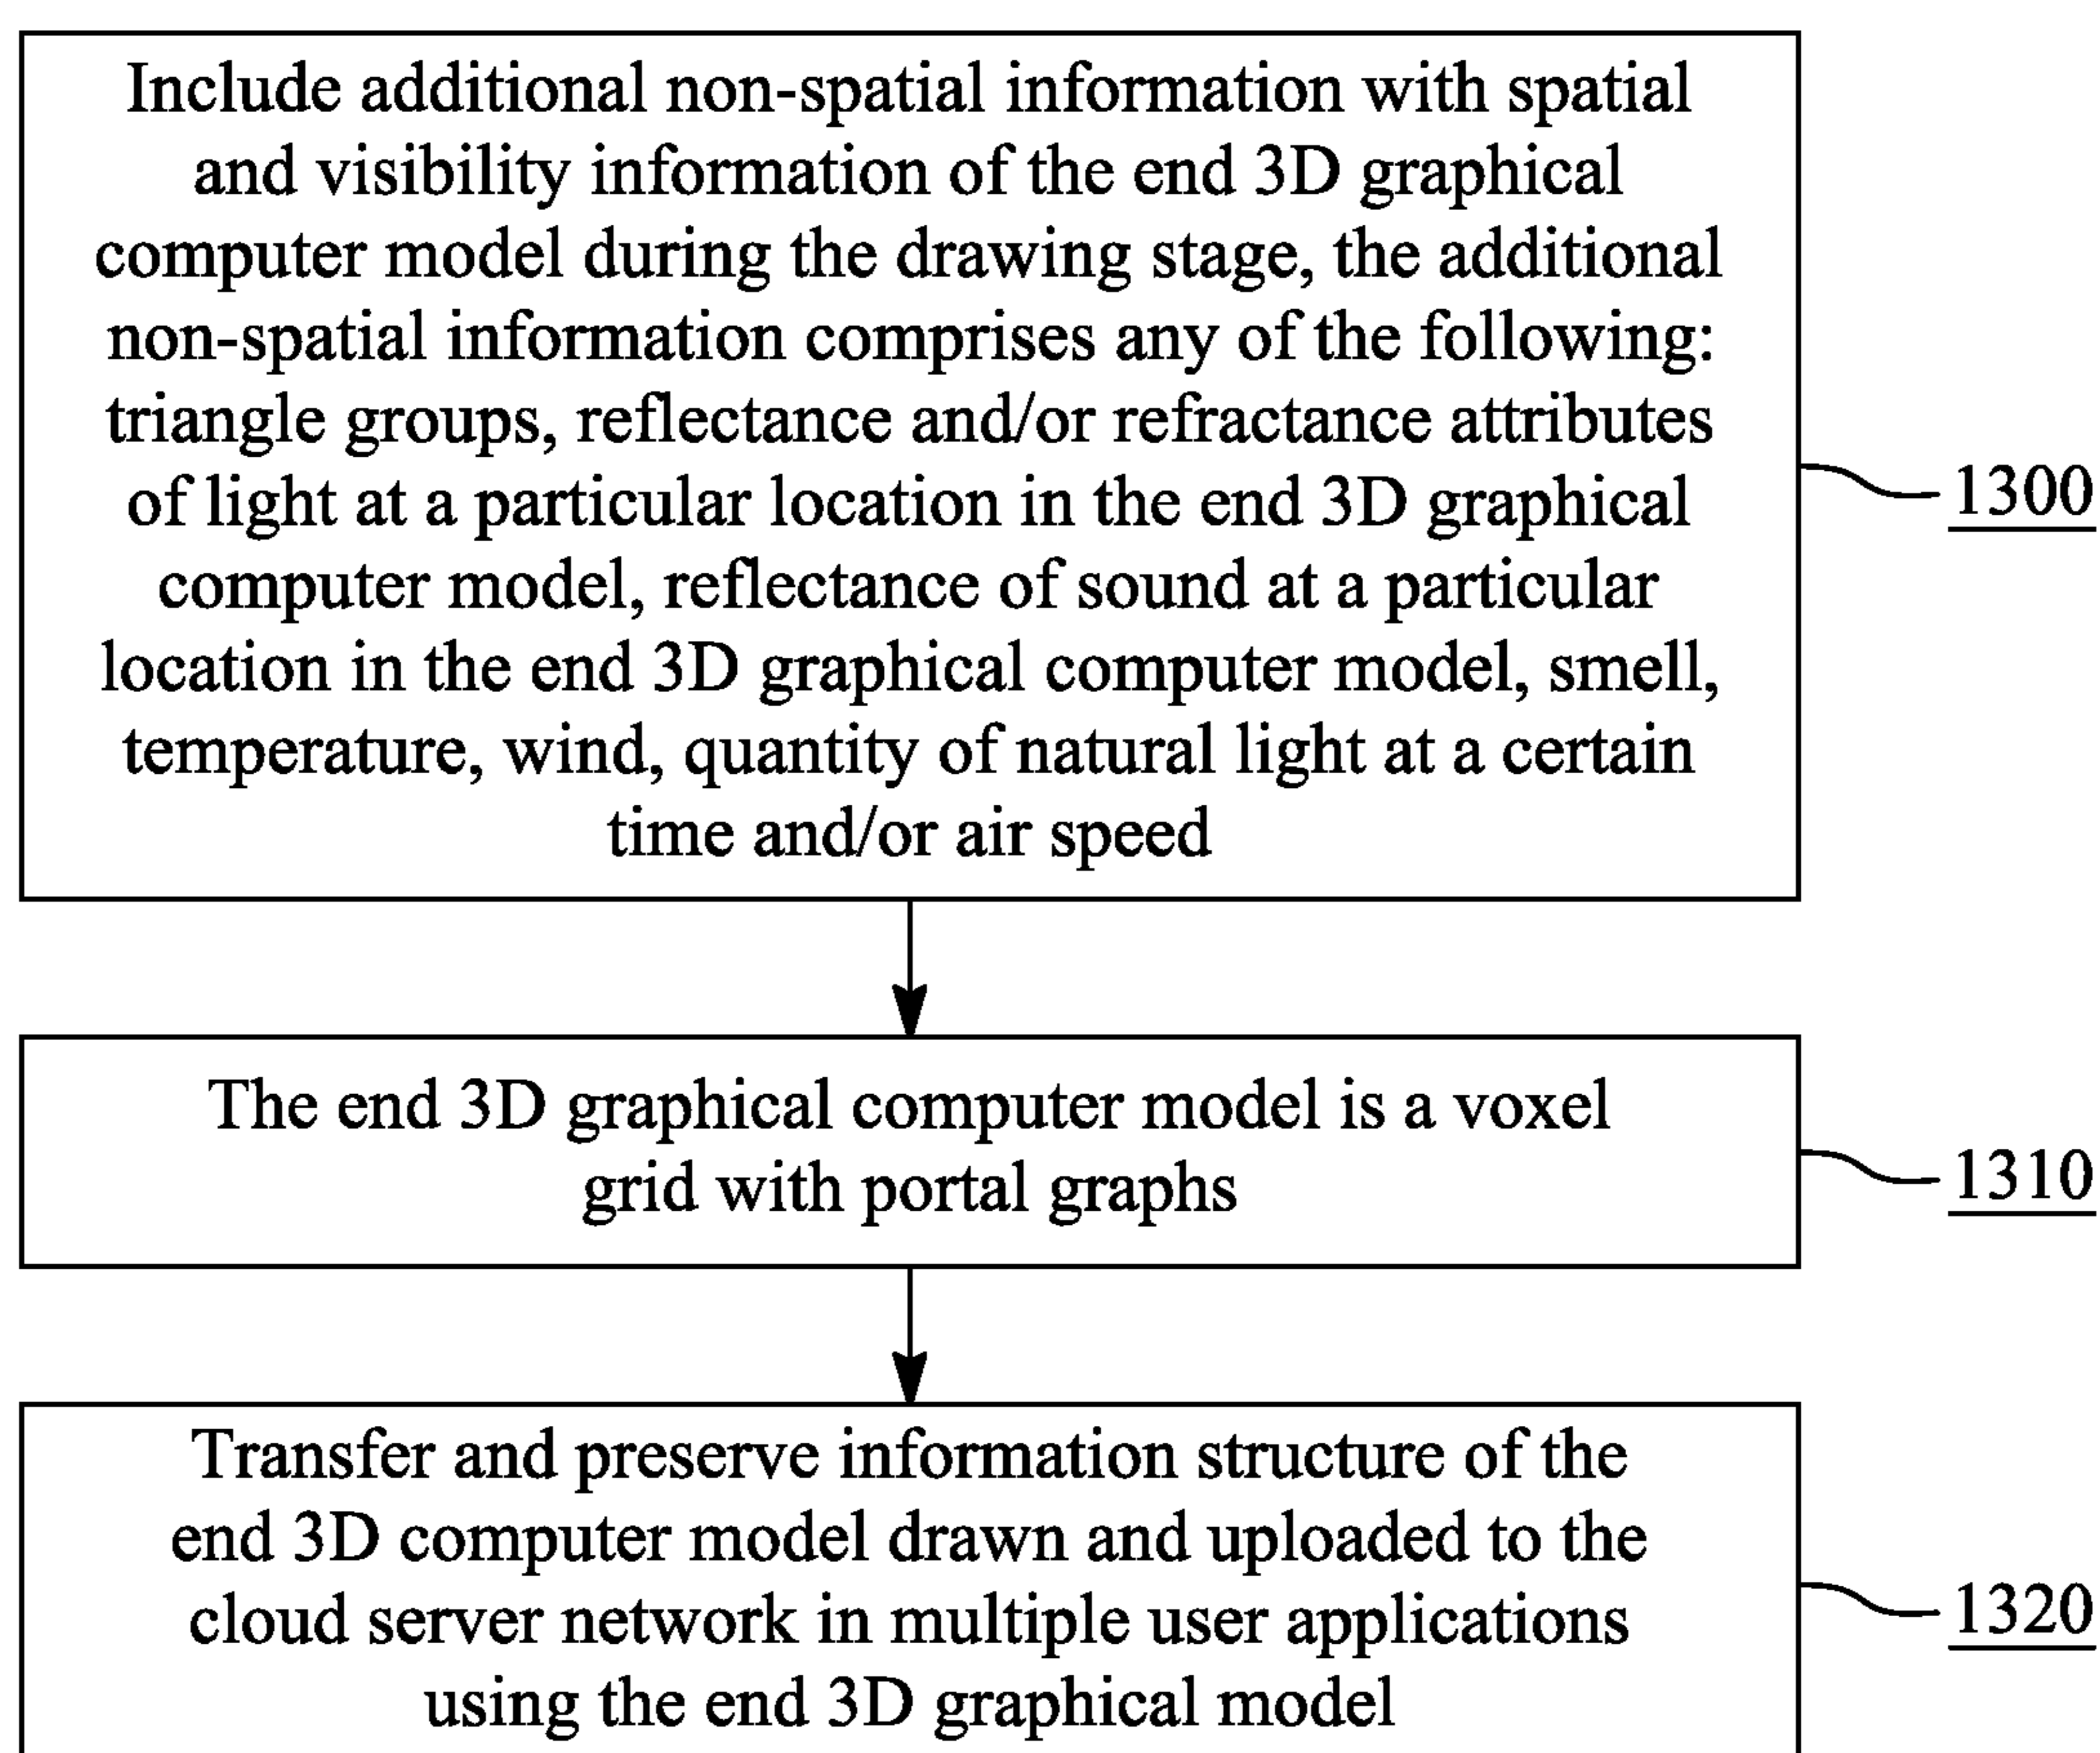 Include additional non-spatial information with spatial
and visibility information of the end 3D graphical
computer model during the drawing stage, the additional
non-spatial information comprises any of the following:
triangle groups, reflectance and/or refractance attributes
of light at a particular location in the end 3D graphical
computer model, reflectance of sound at a particular
location in the end 3D graphical computer model, smell,
temperature, wind, quantity of natural light at a certain
time and/or air speed
1300
The end 3D graphical computer model is a voxel
grid with portal graphs
1310
Transfer and preserve information structure of the
end 3D computer model drawn and uploaded to the
cloud server network in multiple user applications
using the end 3D graphical model
1320